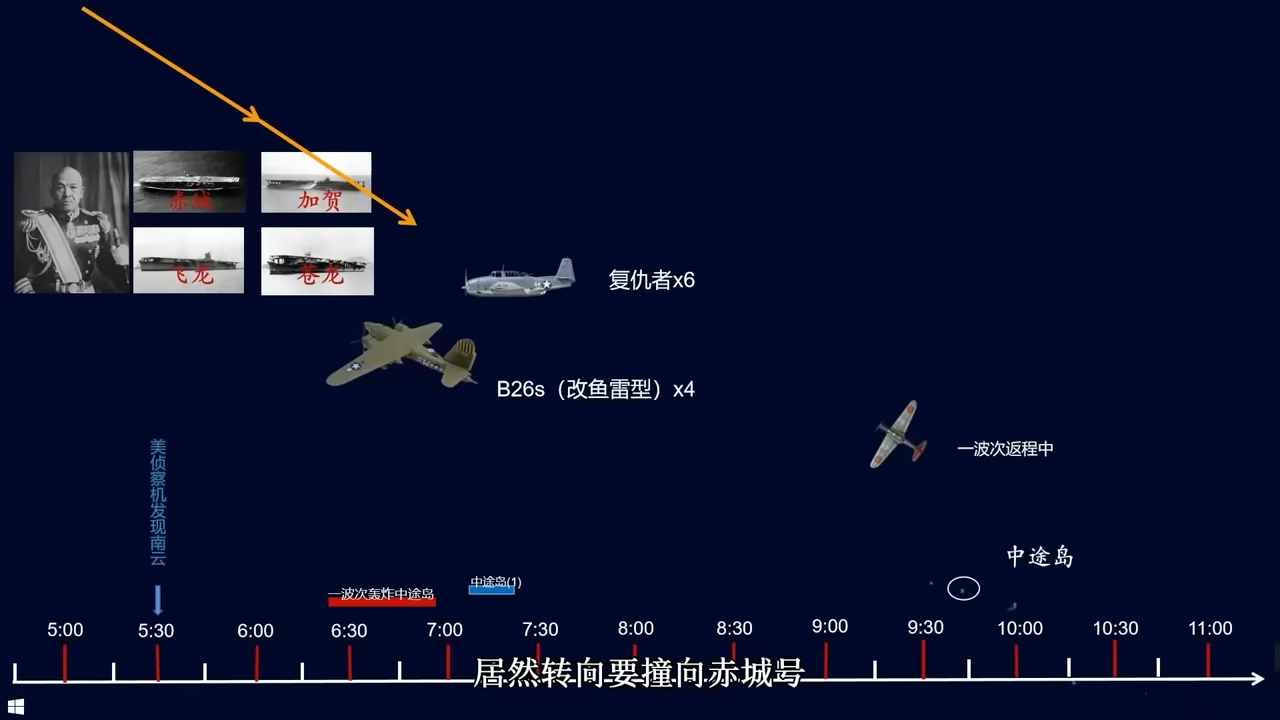 赤城
加贺
飞龙
苍龙
复仇者x6
B26s（改鱼雷型）x4
一波次返程中
美侦察机发现南云
中途岛
一波次轰炸中途岛
中途岛(1)
5:00 5:30 6:00 6:30 7:00 7:30 8:00 8:30 9:00 9:30 10:00 10:30 11:00
居然转向要撞向赤城号